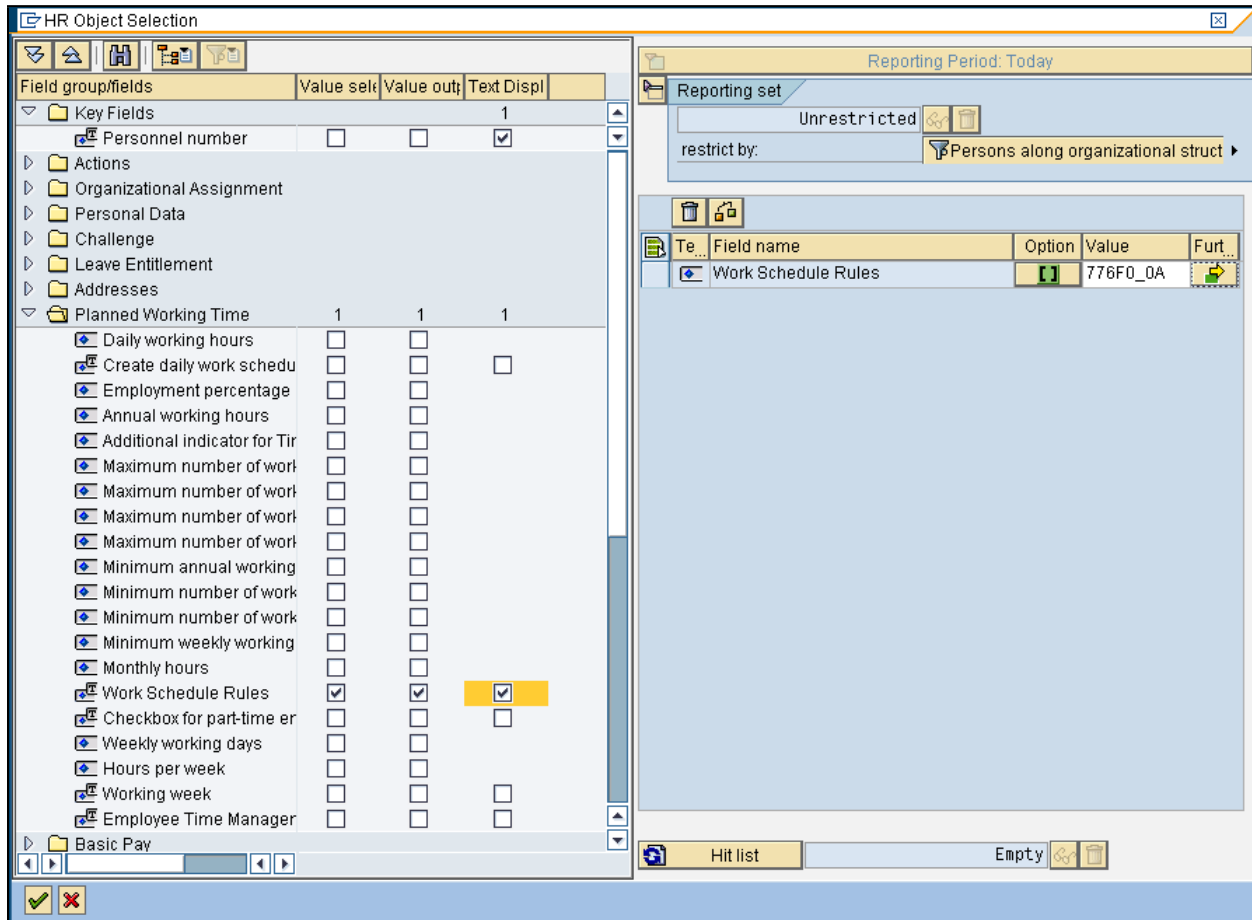 HR Object Selection
Field group/fields Value sele Value outp Text Displ
Key Fields 1
Personnel number
Actions
Organizational Assignment
Personal Data
Challenge
Leave Entitlement
Addresses
Planned Working Time 1 1 1
Daily working hours
Create daily work schedu
Employment percentage
Annual working hours
Additional indicator for Tir
Maximum number of work
Maximum number of work
Maximum number of work
Maximum number of work
Minimum annual working
Minimum number of work
Minimum number of work
Minimum weekly working
Monthly hours
Work Schedule Rules
Checkbox for part-time er
Weekly working days
Hours per week
Working week
Employee Time Manager
Basic Pay
Reporting Period: Today
Reporting set
Unrestricted
restrict by: Persons along organizational struct
Te... Field name Option Value Furt...
Work Schedule Rules 776F0_0A
Hit list Empty